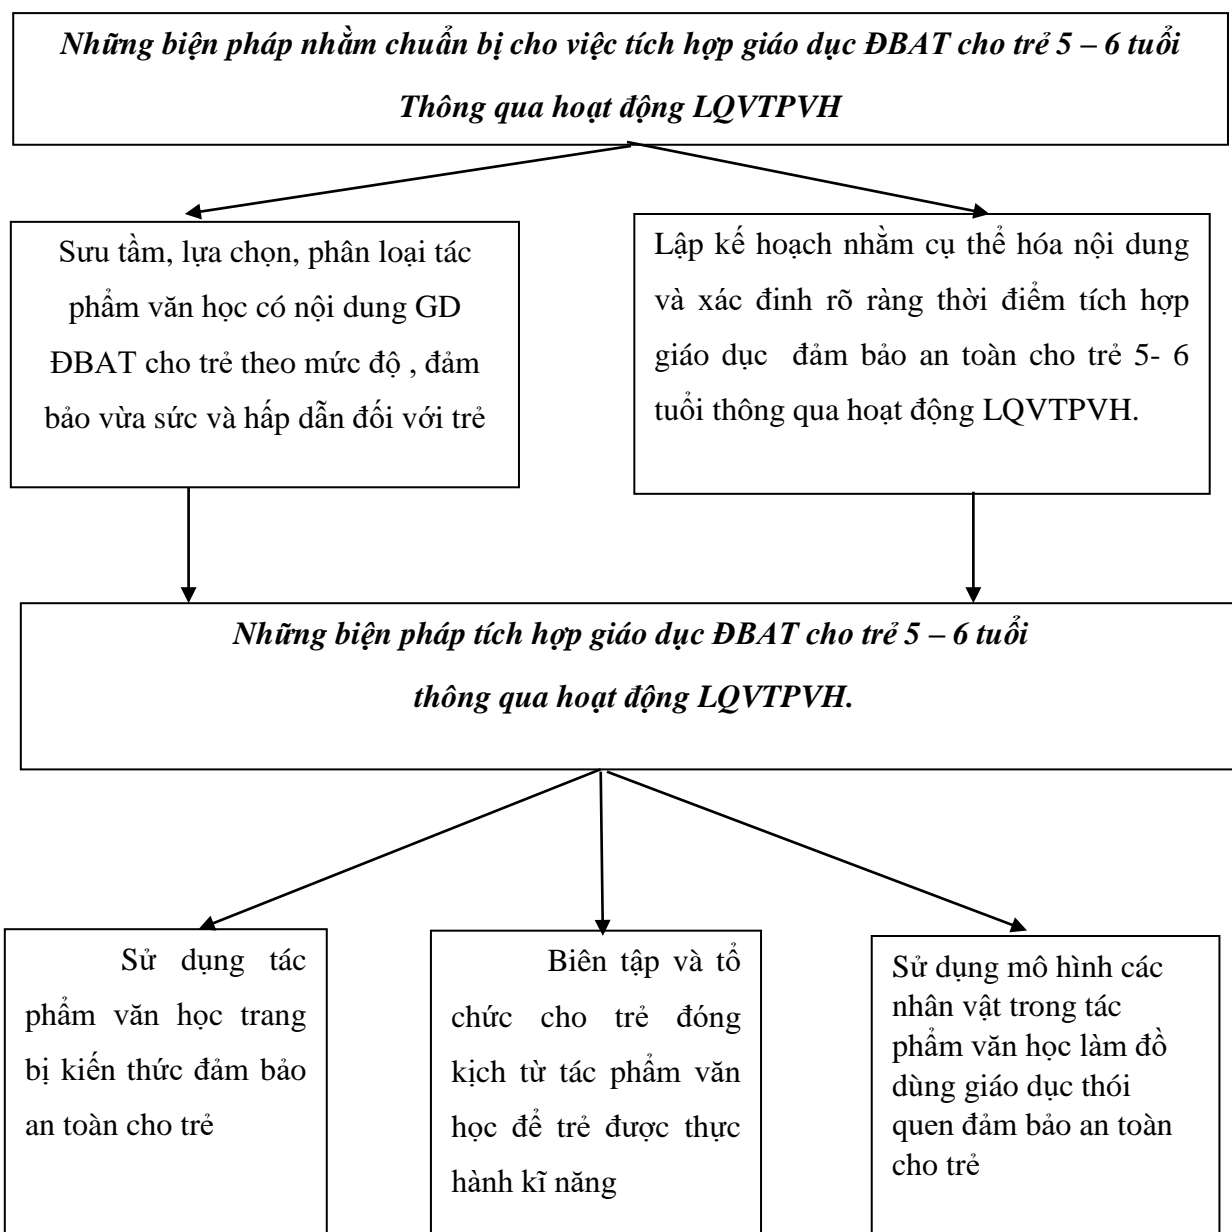 Những biện pháp nhằm chuẩn bị cho việc tích hợp giáo dục ĐBAT cho trẻ 5 – 6 tuổi
Thông qua hoạt động LQVTPVH
Sưu tầm, lựa chọn, phân loại tác
phẩm văn học có nội dung GD
ĐBAT cho trẻ theo mức độ , đảm
bảo vừa sức và hấp dẫn đối với trẻ
Lập kế hoạch nhằm cụ thể hóa nội dung
và xác đinh rõ ràng thời điểm tích hợp
giáo dục đảm bảo an toàn cho trẻ 5- 6
tuổi thông qua hoạt động LQVTPVH.
Những biện pháp tích hợp giáo dục ĐBAT cho trẻ 5 – 6 tuổi
thông qua hoạt động LQVTPVH.
Sử dụng tác
phẩm văn học trang
bị kiến thức đảm bảo
an toàn cho trẻ
Biên tập và tổ
chức cho trẻ đóng
kịch từ tác phẩm văn
học để trẻ được thực
hành kĩ năng
Sử dụng mô hình các
nhân vật trong tác
phẩm văn học làm đồ
dùng giáo dục thói
quen đảm bảo an toàn
cho trẻ